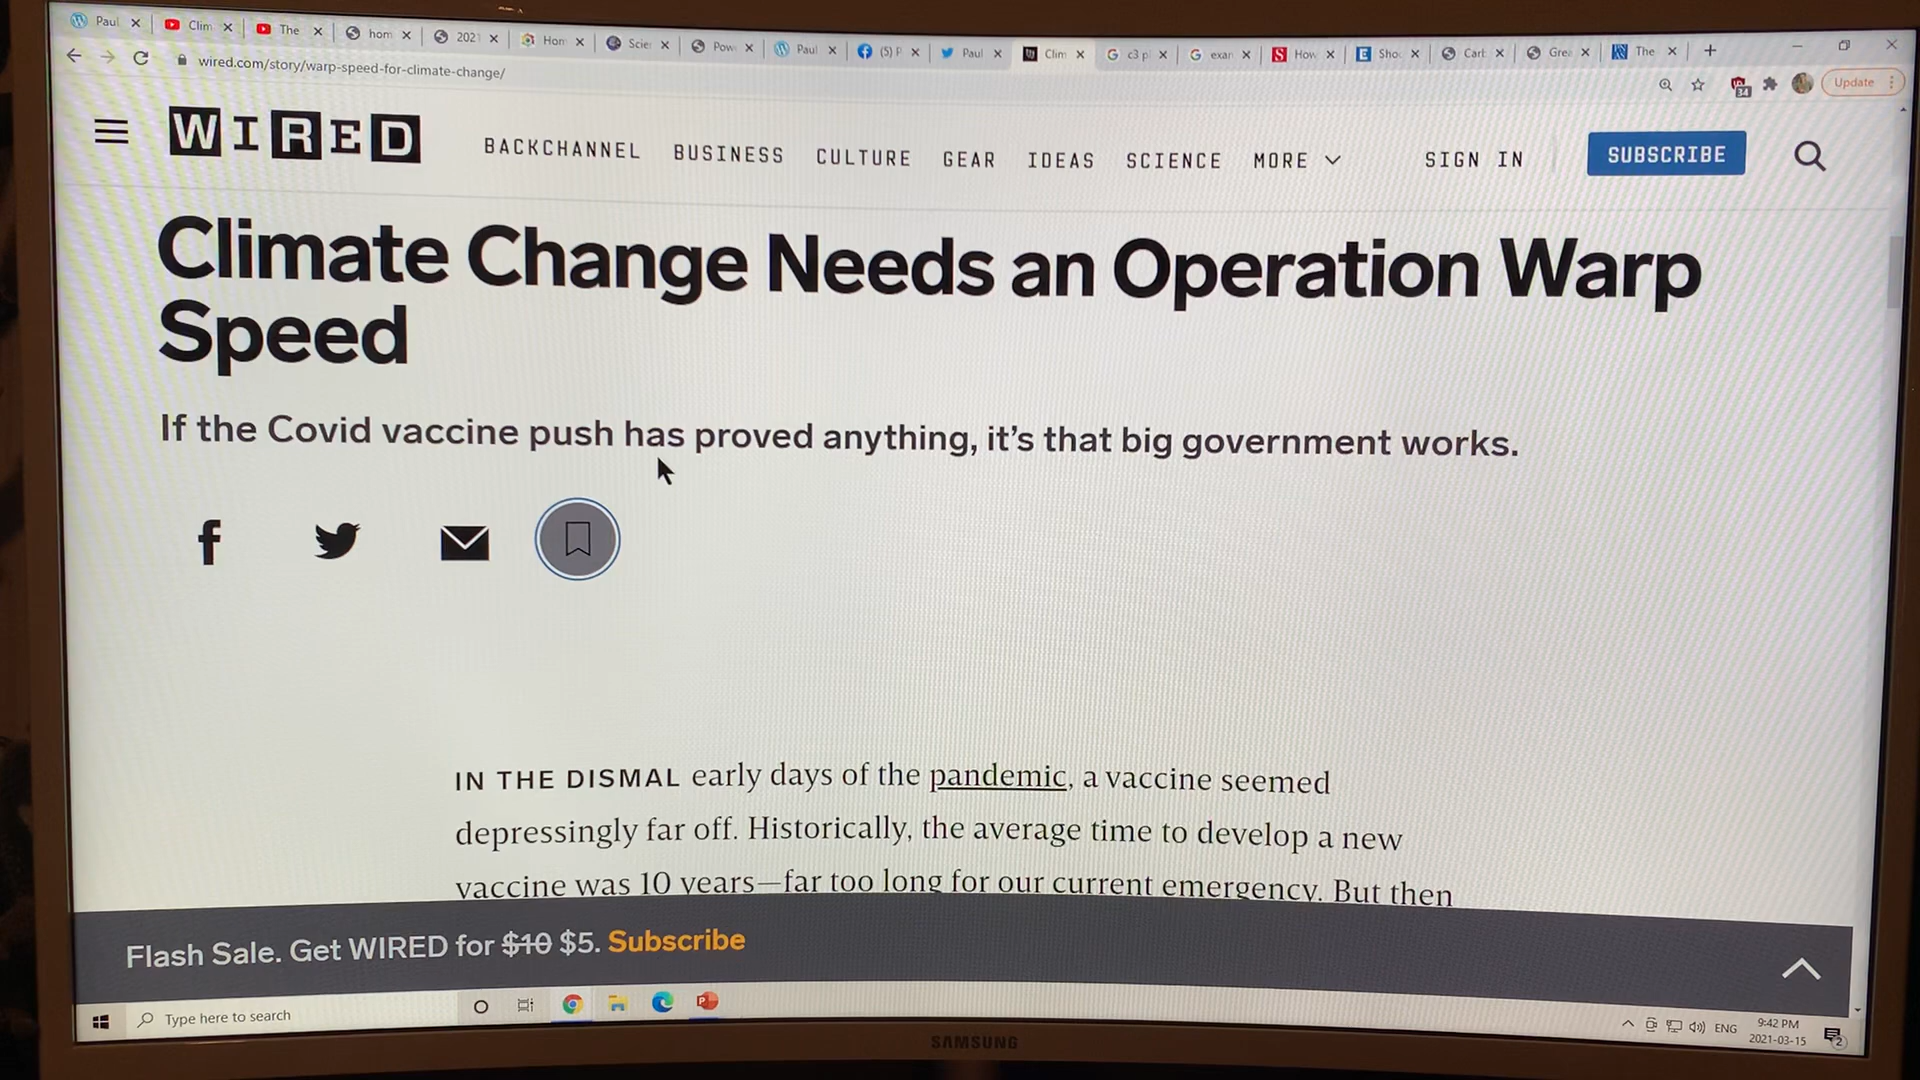 Paul
Clim
The
hom
2021
Hom
Scie
Pow
Paul
(5) P
Paul
Clim
c3 p
exan
How
Sho
Carb
Grea
The
wired.com/story/warp-speed-for-climate-change/
34
Update
WIRED
BACKCHANNEL BUSINESS CULTURE GEAR IDEAS SCIENCE MORE SIGN IN SUBSCRIBE
Climate Change Needs an Operation Warp
Speed
If the Covid vaccine push has proved anything, it's that big government works.
IN THE DISMAL early days of the pandemic, a vaccine seemed
depressingly far off. Historically, the average time to develop a new
vaccine was 10 years—far too long for our current emergency. But then
Flash Sale. Get WIRED for $10 $5. Subscribe
Type here to search
ENG
9:42 PM
2021-03-15
2
SAMSUNG